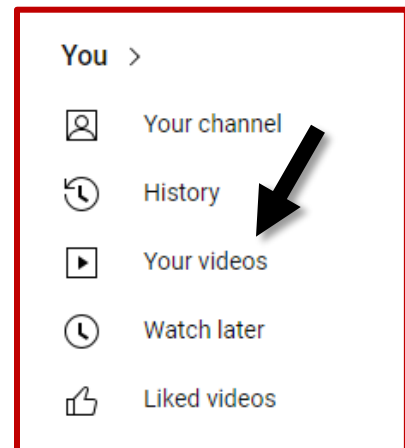 You >
Your channel
History
Your videos
Watch later
Liked videos